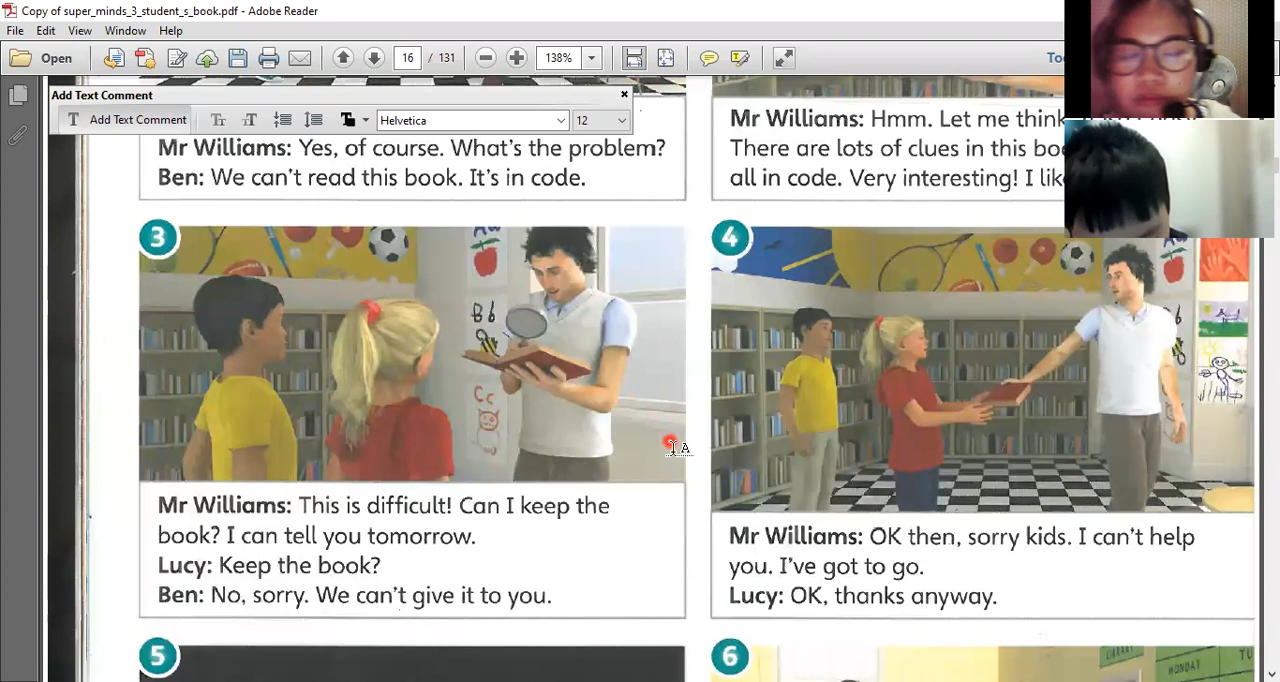 Copy of super_minds_3_student_s_book.pdf - Adobe Reader
File Edit View Window Help
Open 16 / 131 138%
Add Text Comment
Add Text Comment Helvetica 12
Mr Williams: Yes, of course. What's the problem?
Ben: We can't read this book. It's in code.
Mr Williams: Hmm. Let me think
There are lots of clues in this
all in code. Very interesting! I
3
A
B b
C c
Mr Williams: This is difficult! Can I keep the
book? I can tell you tomorrow.
Lucy: Keep the book?
Ben: No, sorry. We can't give it to you.
4
Mr Williams: OK then, sorry kids. I can't help
you. I've got to go.
Lucy: OK, thanks anyway.
5
6
LIBRARY
MONDAY
TU